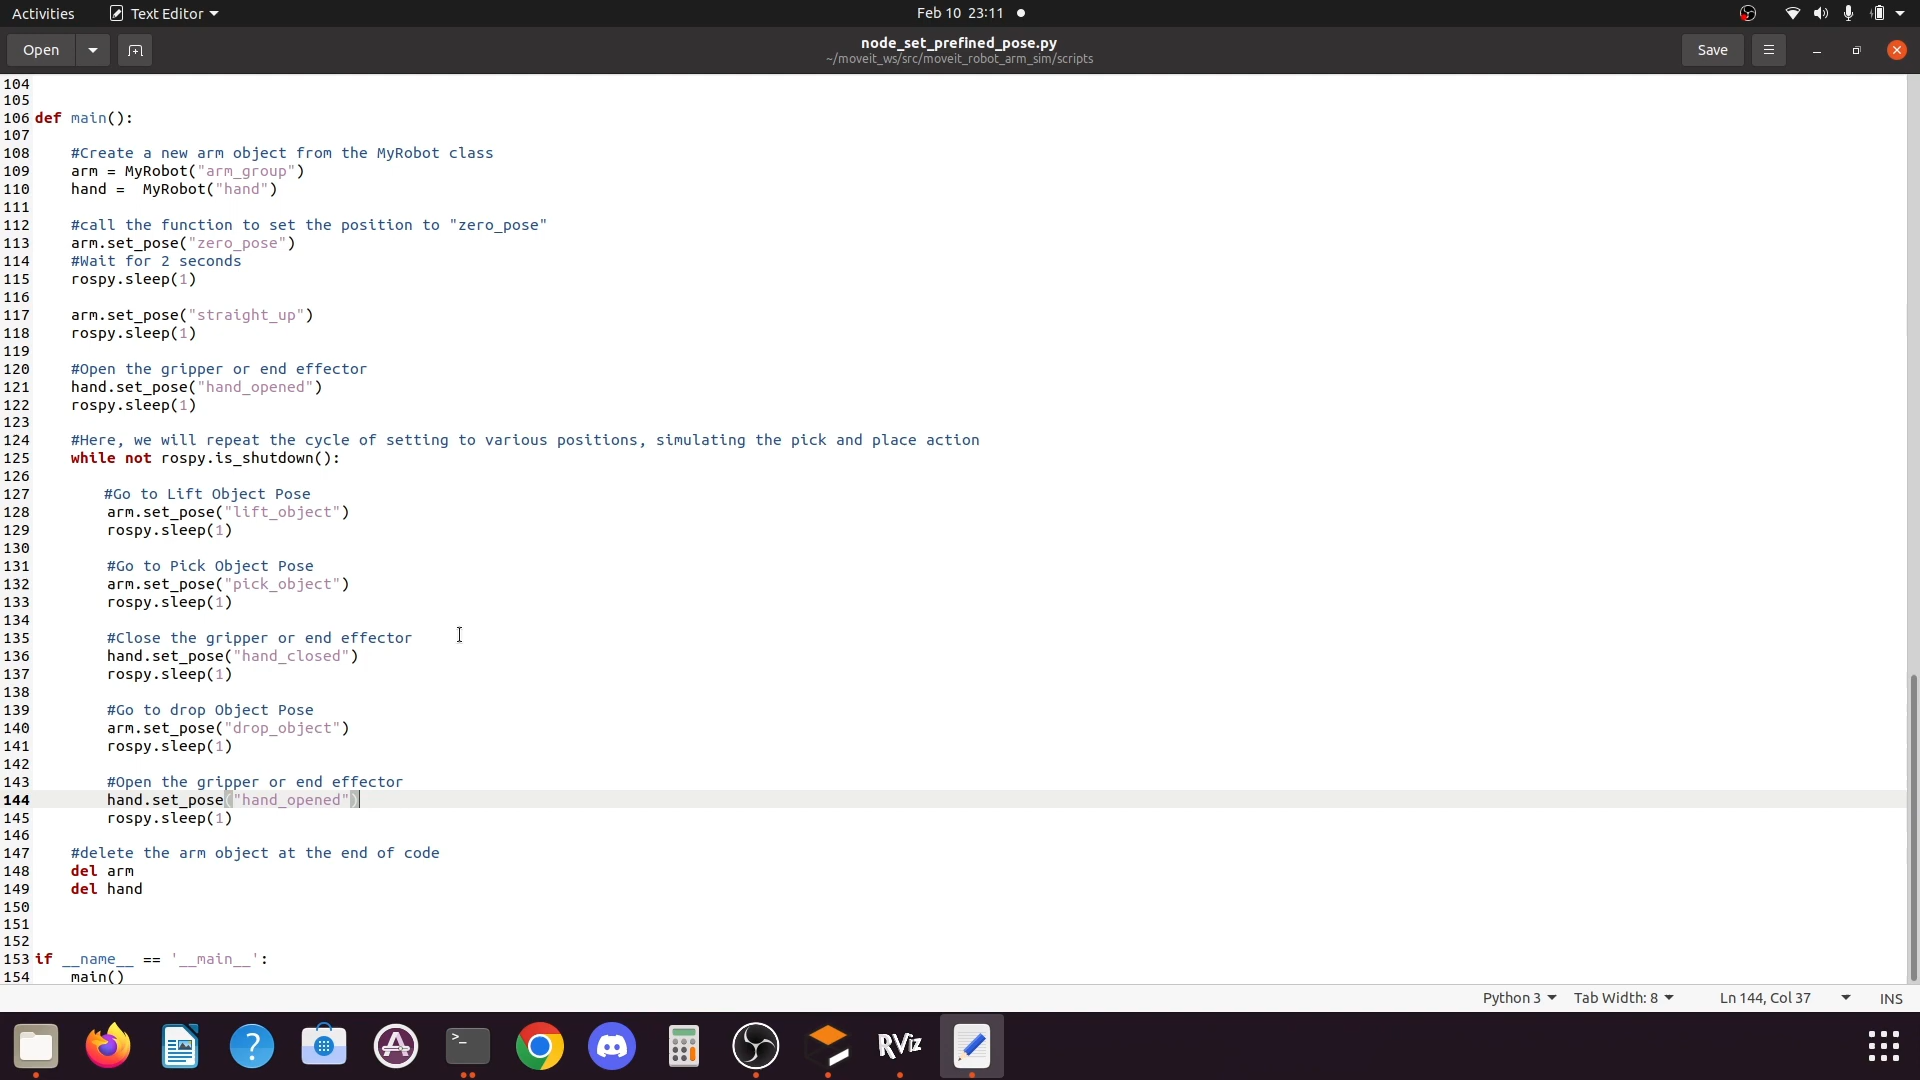 Activities Text Editor Feb 10 23:11
Open node_set_prefined_pose.py Save
~/moveit_ws/src/moveit_robot_arm_sim/scripts
104
105
106 def main():
107
108 #Create a new arm object from the MyRobot class
109 arm = MyRobot("arm_group")
110 hand =  MyRobot("hand")
111
112 #call the function to set the position to "zero_pose"
113 arm.set_pose("zero_pose")
114 #Wait for 2 seconds
115 rospy.sleep(1)
116
117 arm.set_pose("straight_up")
118 rospy.sleep(1)
119
120 #Open the gripper or end effector
121 hand.set_pose("hand_opened")
122 rospy.sleep(1)
123
124 #Here, we will repeat the cycle of setting to various positions, simulating the pick and place action
125 while not rospy.is_shutdown():
126
127 #Go to Lift Object Pose
128 arm.set_pose("lift_object")
129 rospy.sleep(1)
130
131 #Go to Pick Object Pose
132 arm.set_pose("pick_object")
133 rospy.sleep(1)
134
135 #Close the gripper or end effector
136 hand.set_pose("hand_closed")
137 rospy.sleep(1)
138
139 #Go to drop Object Pose
140 arm.set_pose("drop_object")
141 rospy.sleep(1)
142
143 #Open the gripper or end effector
144 hand.set_pose("hand_opened")
145 rospy.sleep(1)
146
147 #delete the arm object at the end of code
148 del arm
149 del hand
150
151
152
153 if __name__ == '__main__':
154 main()
Python 3 Tab Width: 8 Ln 144, Col 37 INS
RViz